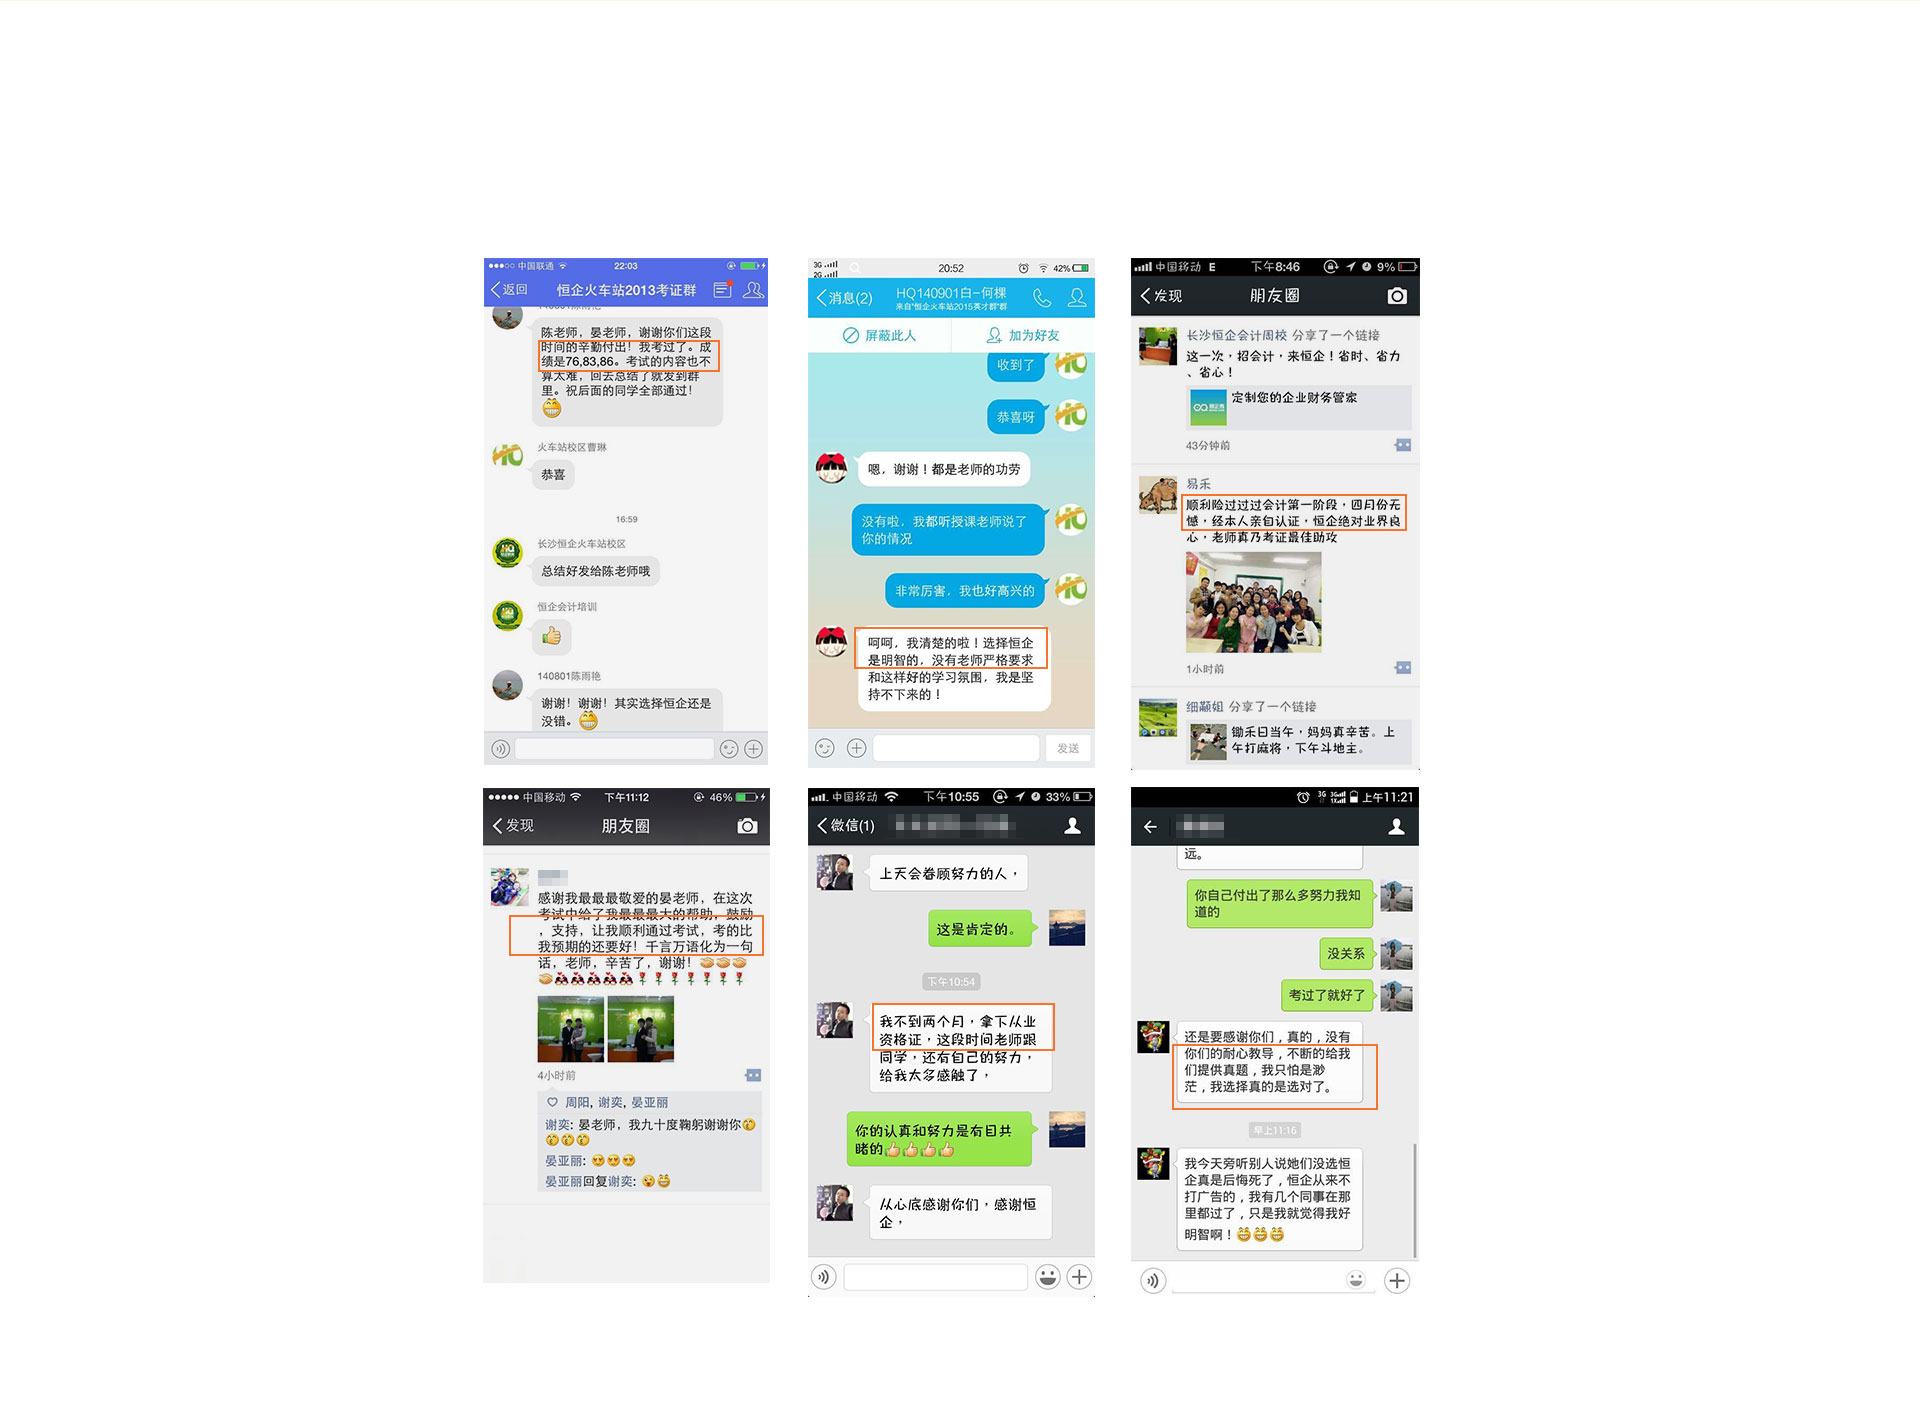 中国联通
22:03
返回
恒企火车站2013考证群
陈老师，晏老师，谢谢你们这段
时间的辛勤付出！我考过了。成
绩是76,83,86。考试的内容也不
算太难，回去总结了就发到群
里。祝后面的同学全部通过！
火车站校区曹琳
恭喜
16:59
长沙恒企火车站校区
总结好发给陈老师哦
恒企会计培训
140801陈雨艳
谢谢！谢谢！其实选择恒企还是
没错。
3G
2G
20:52
42%
消息(2)
HQ140901白-何棵
来自"恒企火车站2015英才群"群
屏蔽此人
加为好友
收到了
恭喜呀
嗯，谢谢！都是老师的功劳
没有啦，我都听授课老师说了
你的情况
非常厉害，我也好高兴的
呵呵，我清楚的啦！选择恒企
是明智的，没有老师严格要求
和这样好的学习氛围，我是坚
持不下来的！
发送
中国移动 E
下午8:46
9%
发现
朋友圈
长沙恒企会计周校 分享了一个链接
这一次，招会计，来恒企！省时、省力
、省心！
定制您的企业财务管家
43分钟前
易禾
顺利险过过过会计第一阶段，四月份无
憾，经本人亲自认证，恒企绝对业界良
心，老师真乃考证最佳助攻
1小时前
细颛姐 分享了一个链接
锄禾日当午，妈妈真辛苦。上
午打麻将，下午斗地主。
中国移动
下午11:12
46%
发现
朋友圈
感谢我最最最敬爱的晏老师，在这次
考试中给了我最最最大的帮助，鼓励
，支持，让我顺利通过考试，考的比
我预期的还要好！千言万语化为一句
话，老师，辛苦了，谢谢！
4小时前
周阳, 谢奕, 晏亚丽
谢奕: 晏老师，我九十度鞠躬谢谢你
晏亚丽:
晏亚丽回复谢奕:
中国移动
下午10:55
33%
微信(1)
上天会眷顾努力的人，
这是肯定的。
下午10:54
我不到两个月，拿下从业
资格证，这段时间老师跟
同学，还有自己的努力，
给我太多感触了，
你的认真和努力是有目共
睹的
从心底感谢你们，感谢恒
企，
3G
3G
1X
上午11:21
远。
你自己付出了那么多努力我知
道的
没关系
考过了就好了
还是要感谢你们，真的，没有
你们的耐心教导，不断的给我
们提供真题，我只怕是渺
茫，我选择真的是选对了。
早上11:16
我今天旁听别人说她们没选恒
企真是后悔死了，恒企从来不
打广告的，我有几个同事在那
里都过了，只是我就觉得我好
明智啊！